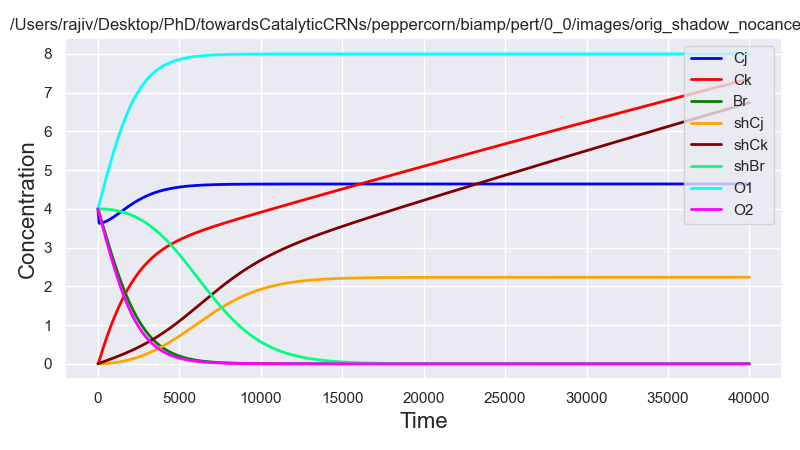 /Users/rajiv/Desktop/PhD/towardsCatalyticCRNs/peppercorn/biamp/pert/0_0/images/orig_shadow_nocance
8
7
6
5
4
3
2
1
0
Concentration
0 5000 10000 15000 20000 25000 30000 35000 40000
Time
Cj
Ck
Br
shCj
shCk
shBr
O1
O2